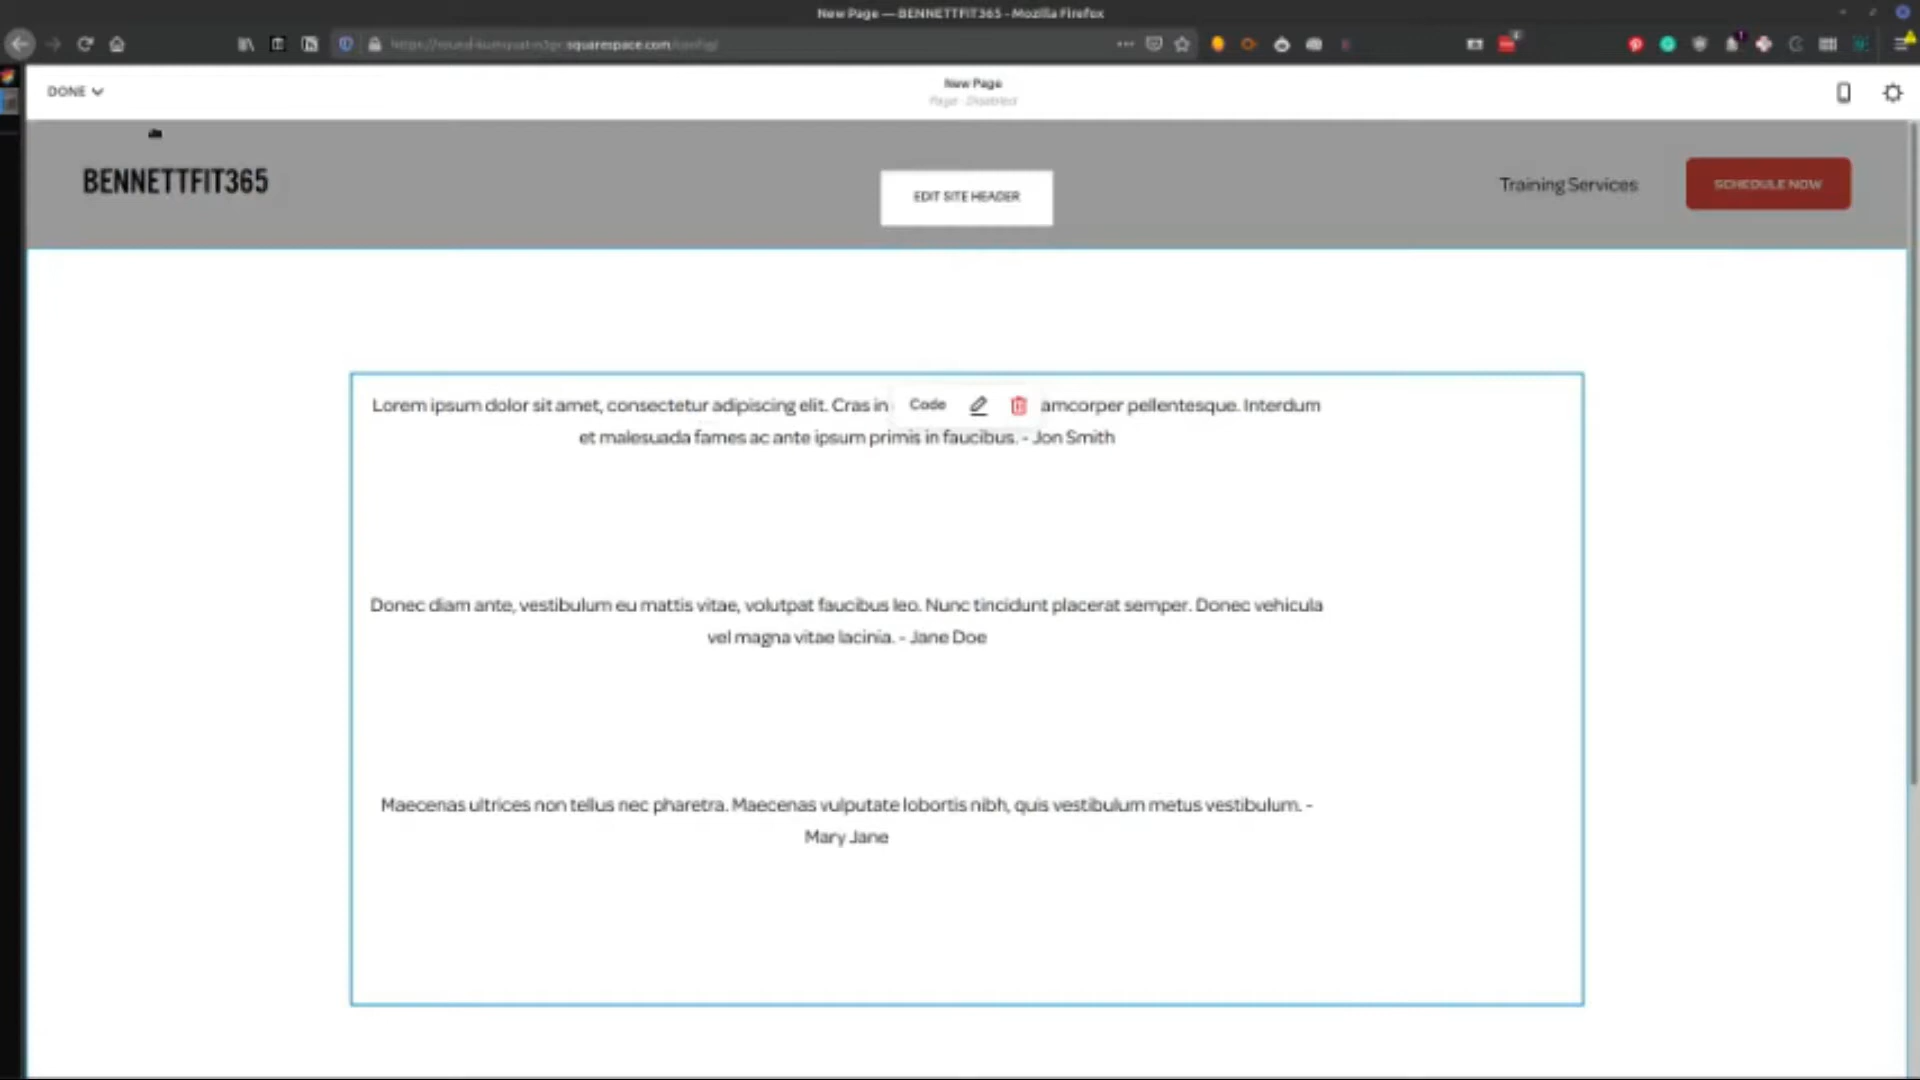 New Page — BENNETTFIT365 - Mozilla Firefox
squarespace.com/config/
DONE
New Page
Page · Disabled
BENNETTFIT365
EDIT SITE HEADER
Training Services
SCHEDULE NOW
Lorem ipsum dolor sit amet, consectetur adipiscing elit. Cras in Code amcorper pellentesque. Interdum
et malesuada fames ac ante ipsum primis in faucibus. - Jon Smith
Donec diam ante, vestibulum eu mattis vitae, volutpat faucibus leo. Nunc tincidunt placerat semper. Donec vehicula
vel magna vitae lacinia. - Jane Doe
Maecenas ultrices non tellus nec pharetra. Maecenas vulputate lobortis nibh, quis vestibulum metus vestibulum. -
Mary Jane